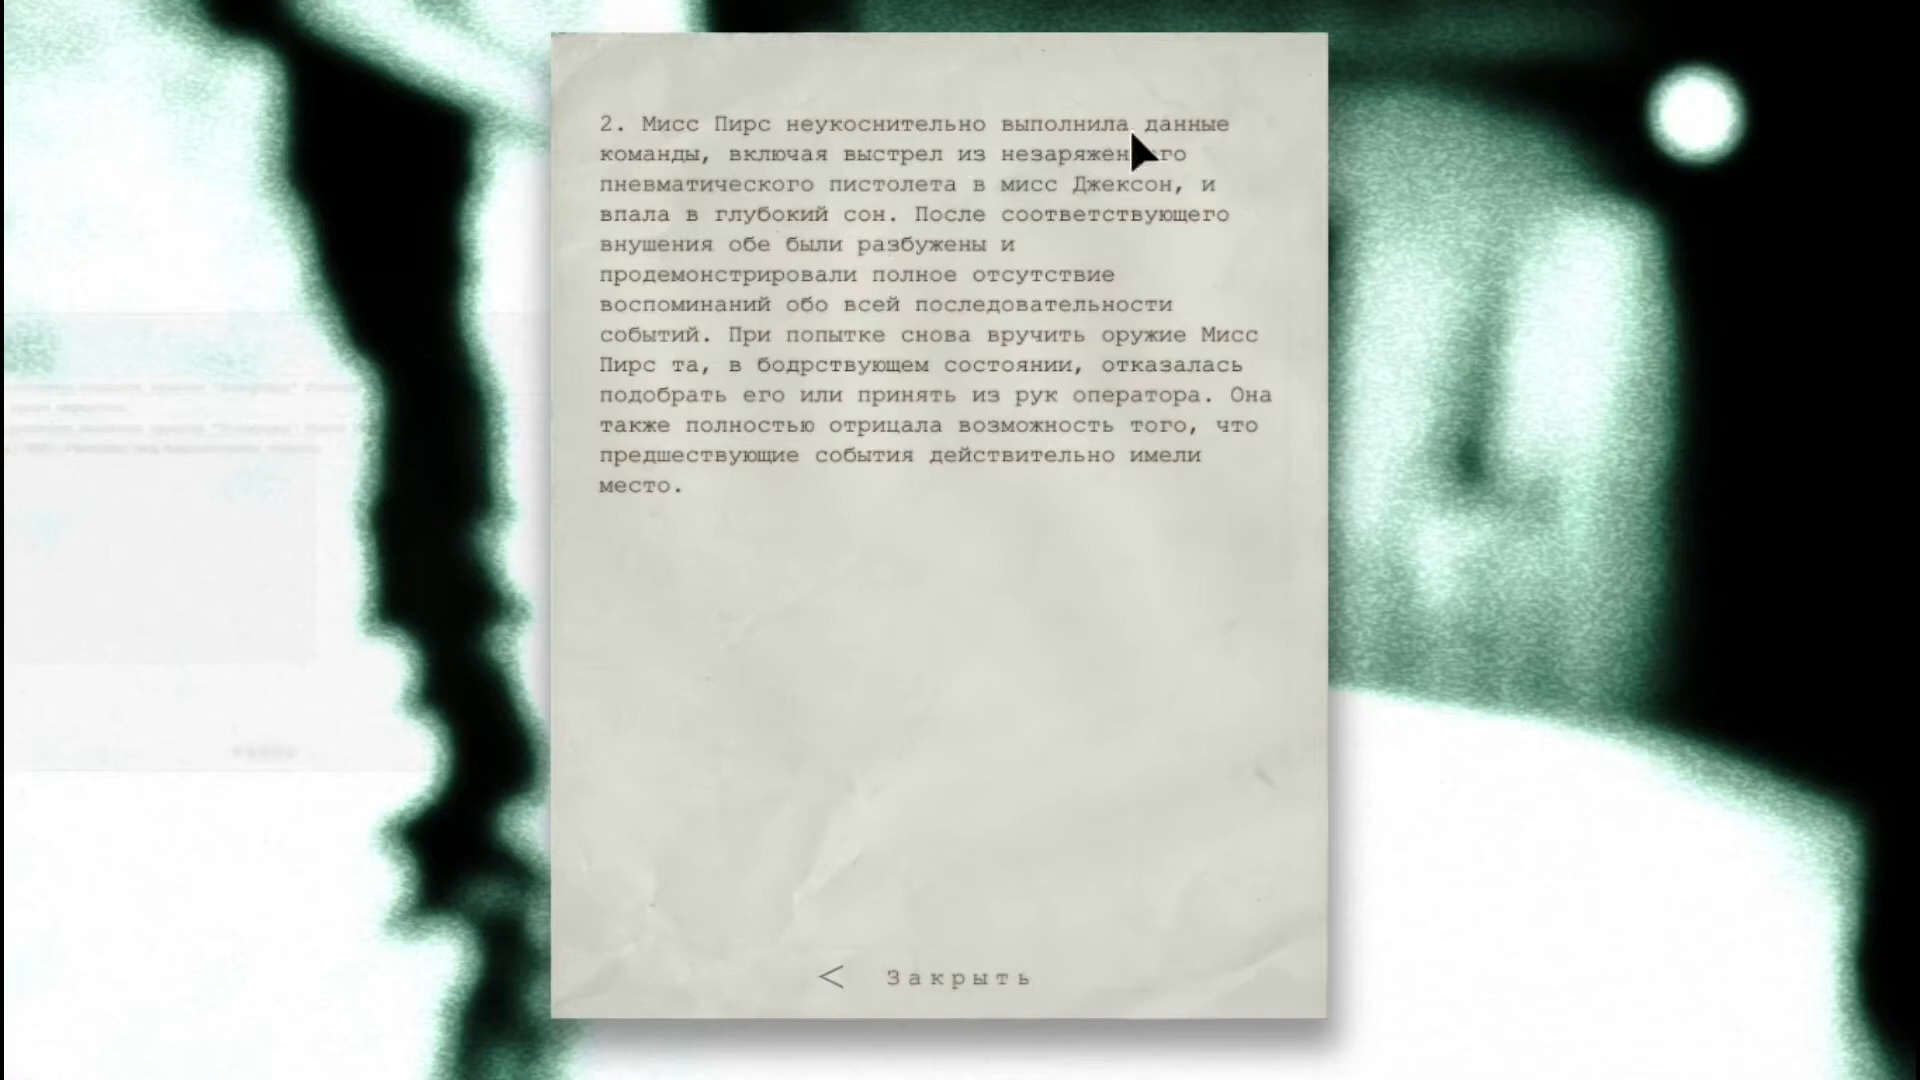 2. Мисс Пирс неукоснительно выполнила данные
команды, включая выстрел из незаряженного
пневматического пистолета в мисс Джексон, и
впала в глубокий сон. После соответствующего
внушения обе были разбужены и
продемонстрировали полное отсутствие
воспоминаний обо всей последовательности
событий. При попытке снова вручить оружие Мисс
Пирс та, в бодрствующем состоянии, отказалась
подобрать его или принять из рук оператора. Она
также полностью отрицала возможность того, что
предшествующие события действительно имели
место.
< Закрыть